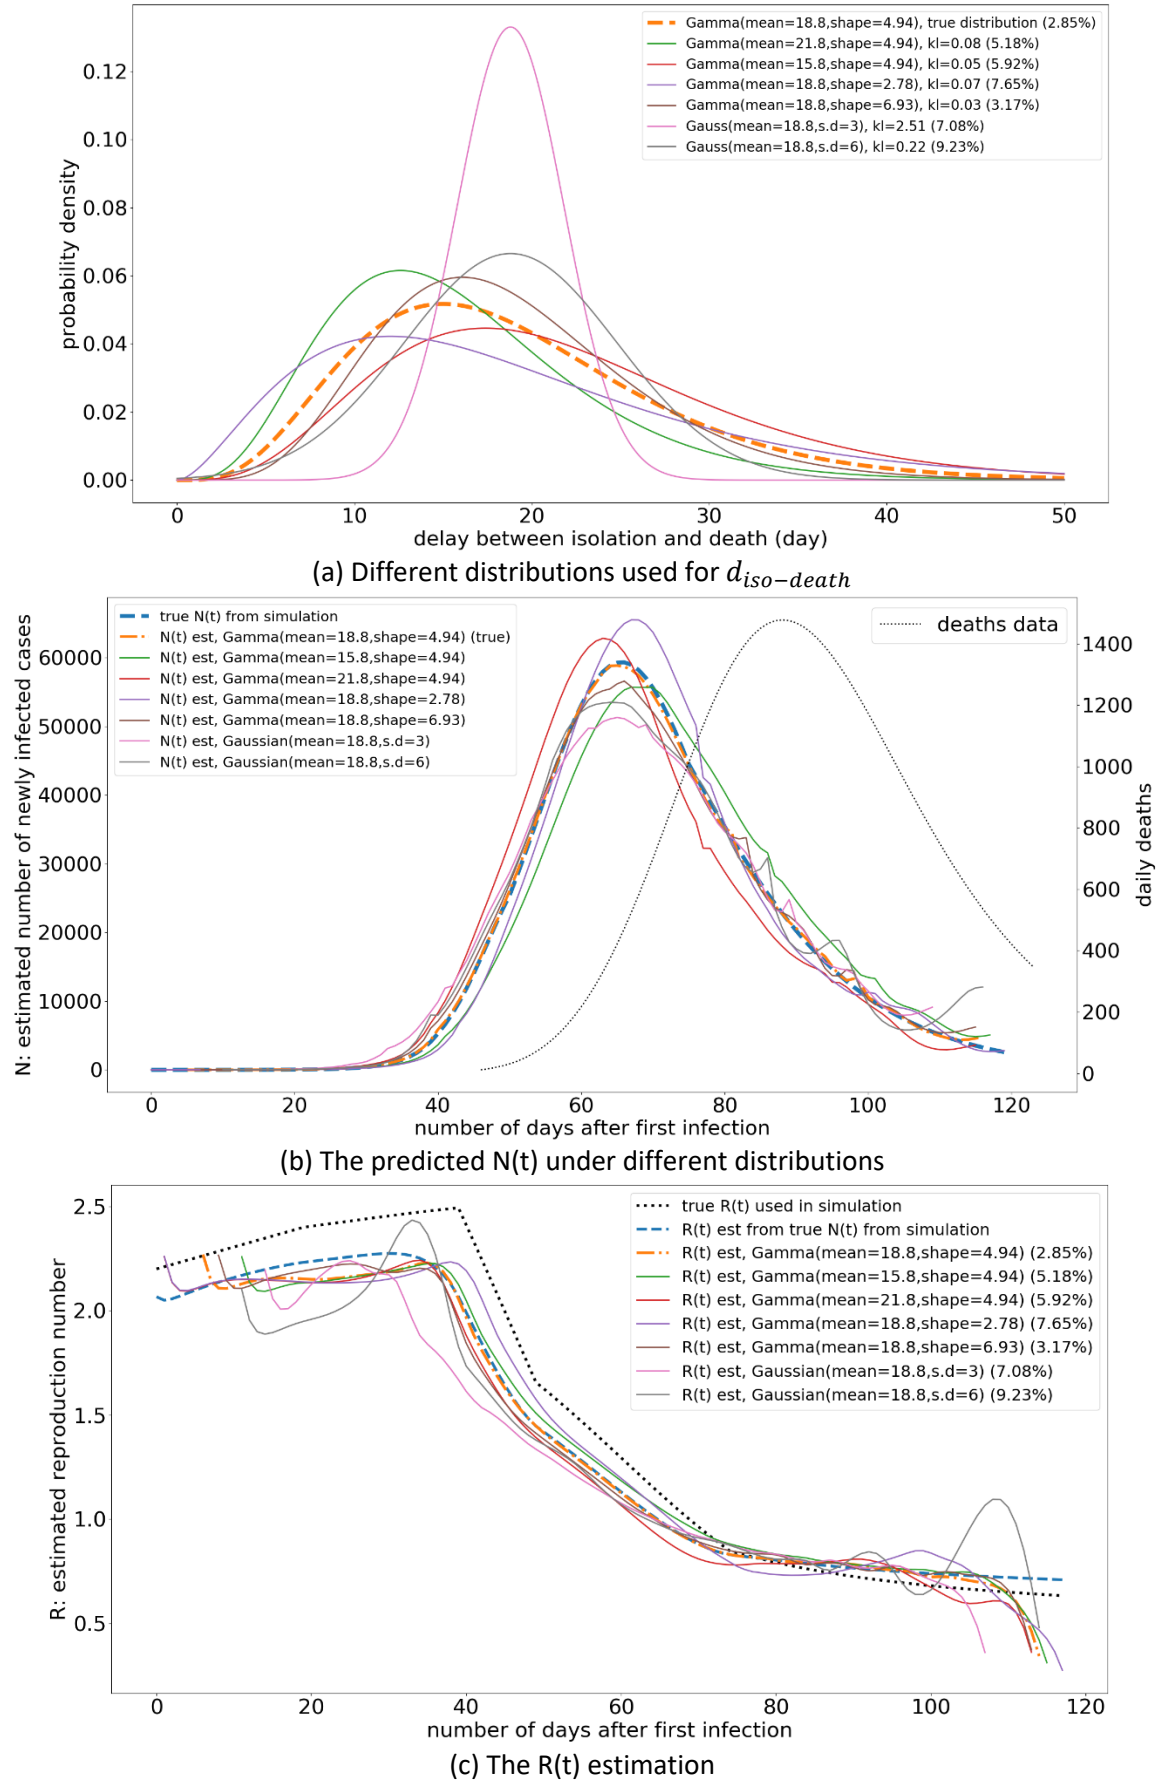 Gamma(mean=18.8,shape=4.94), true distribution (2.85%)
Gamma(mean=21.8,shape=4.94), kl=0.08 (5.18%)
Gamma(mean=15.8,shape=4.94), kl=0.05 (5.92%)
Gamma(mean=18.8,shape=2.78), kl=0.07 (7.65%)
Gamma(mean=18.8,shape=6.93), kl=0.03 (3.17%)
Gauss(mean=18.8,s.d=3), kl=2.51 (7.08%)
Gauss(mean=18.8,s.d=6), kl=0.22 (9.23%)
probability density
0.12
0.10
0.08
0.06
0.04
0.02
0.00
0 10 20 30 40 50
delay between isolation and death (day)
(a) Different distributions used for d_{iso-death}
true N(t) from simulation
N(t) est, Gamma(mean=18.8,shape=4.94) (true)
N(t) est, Gamma(mean=15.8,shape=4.94)
N(t) est, Gamma(mean=21.8,shape=4.94)
N(t) est, Gamma(mean=18.8,shape=2.78)
N(t) est, Gamma(mean=18.8,shape=6.93)
N(t) est, Gaussian(mean=18.8,s.d=3)
N(t) est, Gaussian(mean=18.8,s.d=6)
deaths data
N: estimated number of newly infected cases
60000
50000
40000
30000
20000
10000
0
1400
1200
1000
800
600
400
200
0
daily deaths
0 20 40 60 80 100 120
number of days after first infection
(b) The predicted N(t) under different distributions
true R(t) used in simulation
R(t) est from true N(t) from simulation
R(t) est, Gamma(mean=18.8,shape=4.94) (2.85%)
R(t) est, Gamma(mean=15.8,shape=4.94) (5.18%)
R(t) est, Gamma(mean=21.8,shape=4.94) (5.92%)
R(t) est, Gamma(mean=18.8,shape=2.78) (7.65%)
R(t) est, Gamma(mean=18.8,shape=6.93) (3.17%)
R(t) est, Gaussian(mean=18.8,s.d=3) (7.08%)
R(t) est, Gaussian(mean=18.8,s.d=6) (9.23%)
R: estimated reproduction number
2.5
2.0
1.5
1.0
0.5
0 20 40 60 80 100 120
number of days after first infection
(c) The R(t) estimation